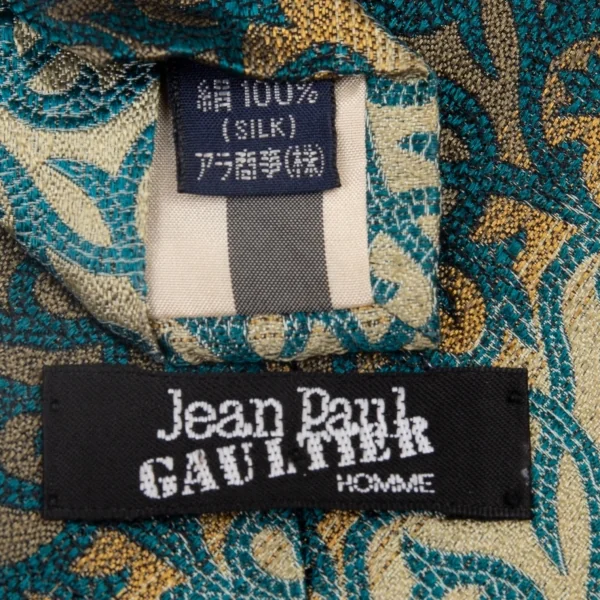 絹 100%
(SILK)
アラ商事(株)
Jean Paul
GAULTIER
HOMME